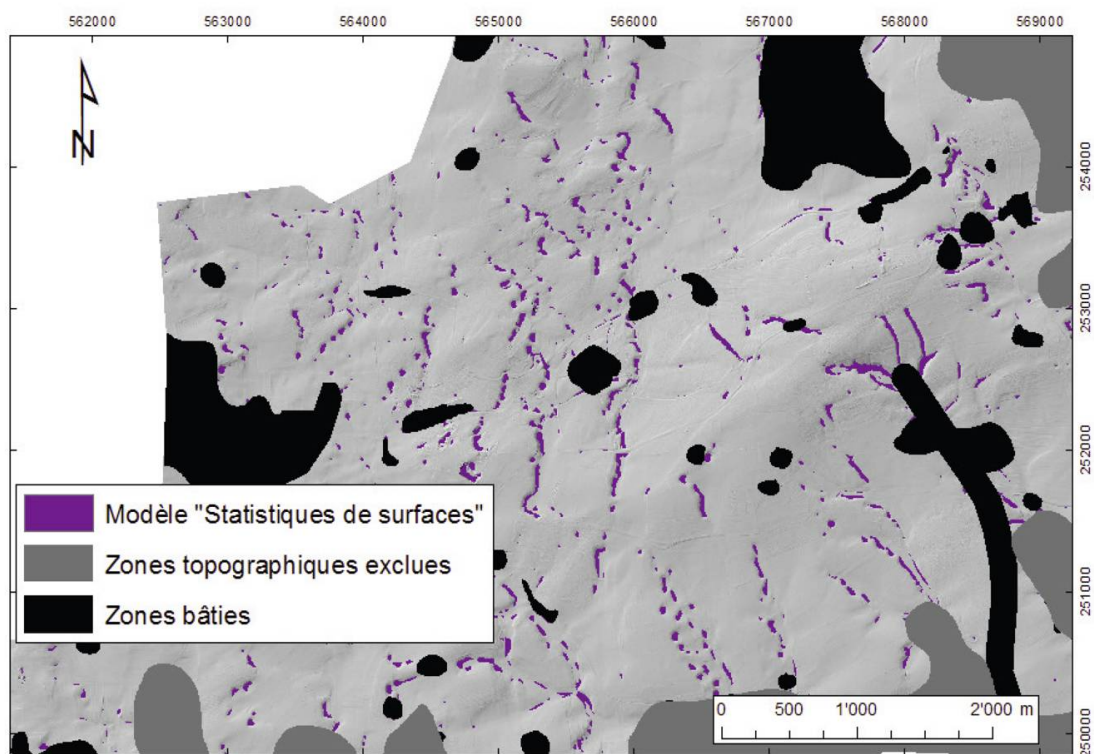 562000 563000 564000 565000 566000 567000 568000 569000
254000
253000
252000
251000
250000
N
Modèle "Statistiques de surfaces"
Zones topographiques exclues
Zones bâties
0 500 1'000 2'000 m